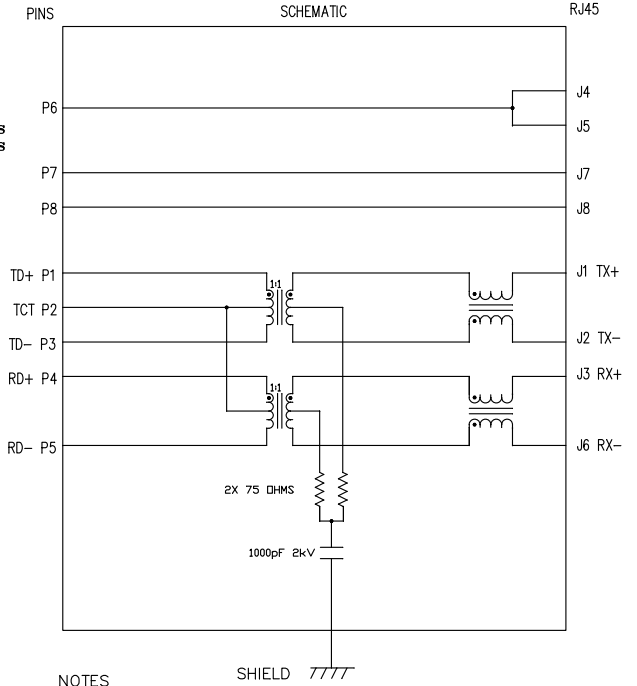 PINS SCHEMATIC RJ45
J4
P6
s
J5
s
P7 J7
P8 J8
TD+ P1 1:1 J1 TX+
TCT P2
TD- P3 J2 TX-
RD+ P4 1:1 J3 RX+
RD- P5 J6 RX-
2X 75 OHMS
1000pF 2kV
SHIELD
NOTES